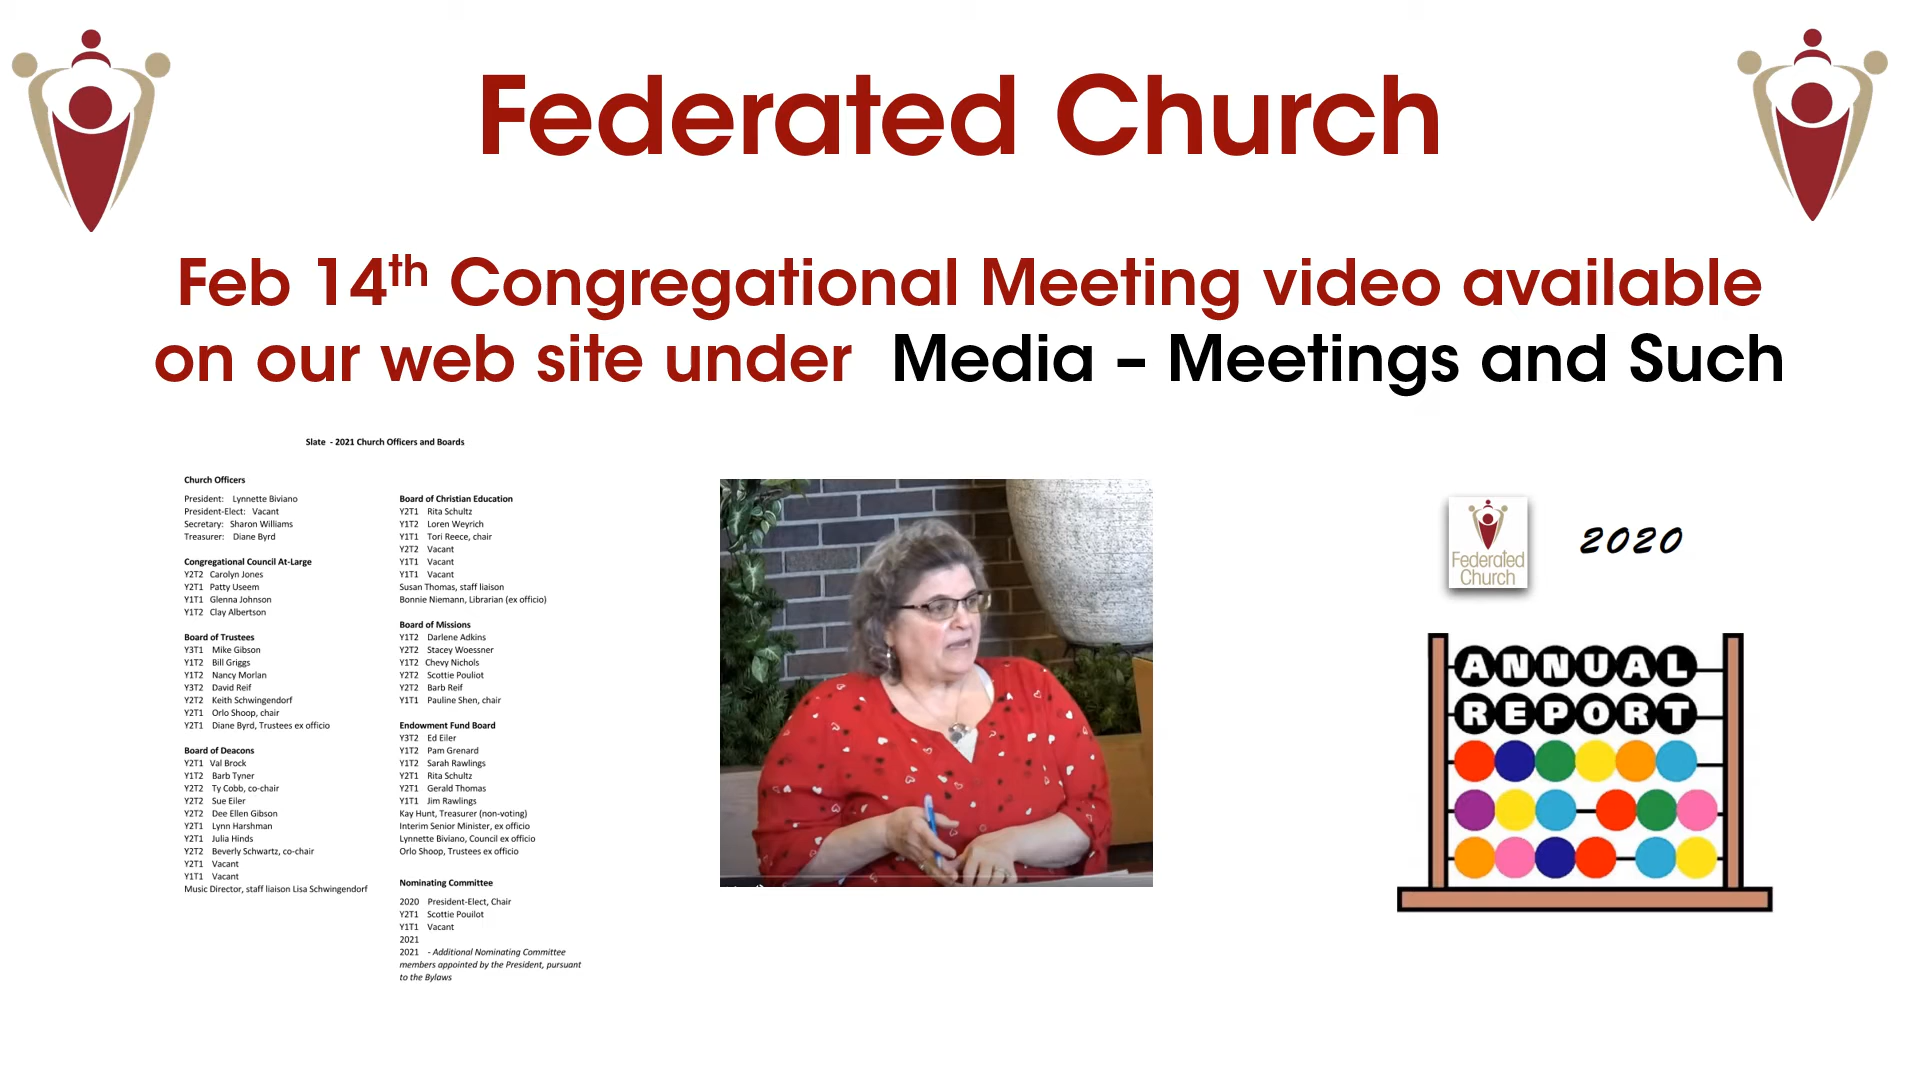 Federated Church
Feb 14th Congregational Meeting video available
on our web site under Media – Meetings and Such
Slate - 2021 Church Officers and Boards
Church Officers
President: Lynnette Biviano
President-Elect: Vacant
Secretary: Sharon Williams
Treasurer: Diane Byrd
Congregational Council At-Large
Y2T2 Carolyn Jones
Y2T1 Patty Useem
Y1T1 Glenna Johnson
Y1T2 Clay Albertson
Board of Trustees
Y3T1 Mike Gibson
Y1T2 Bill Griggs
Y1T2 Nancy Morlan
Y3T2 David Reif
Y2T2 Keith Schwingendorf
Y2T1 Orlo Shoop, chair
Y2T1 Diane Byrd, Trustees ex officio
Board of Deacons
Y2T1 Val Brock
Y1T2 Barb Tyner
Y2T2 Ty Cobb, co-chair
Y2T2 Sue Eiler
Y2T2 Dee Ellen Gibson
Y2T1 Lynn Harshman
Y2T1 Julia Hinds
Y2T2 Beverly Schwartz, co-chair
Y2T1 Vacant
Y1T1 Vacant
Music Director, staff liaison Lisa Schwingendorf
Board of Christian Education
Y2T1 Rita Schultz
Y1T2 Loren Weyrich
Y1T1 Tori Reece, chair
Y2T2 Vacant
Y1T1 Vacant
Y1T1 Vacant
Susan Thomas, staff liaison
Bonnie Niemann, Librarian (ex officio)
Board of Missions
Y1T2 Darlene Adkins
Y2T2 Stacey Woessner
Y1T2 Chevy Nichols
Y2T2 Scottie Pouliot
Y2T2 Barb Reif
Y1T1 Pauline Shen, chair
Endowment Fund Board
Y3T2 Ed Eiler
Y1T2 Pam Grenard
Y1T2 Sarah Rawlings
Y2T1 Rita Schultz
Y2T1 Gerald Thomas
Y1T1 Jim Rawlings
Kay Hunt, Treasurer (non-voting)
Interim Senior Minister, ex officio
Lynnette Biviano, Council ex officio
Orlo Shoop, Trustees ex officio
Nominating Committee
2020 President-Elect, Chair
Y2T1 Scottie Pouilot
Y1T1 Vacant
2021
2021 - Additional Nominating Committee
members appointed by the President, pursuant
to the Bylaws
Federated
Church
2020
ANNUAL
REPORT